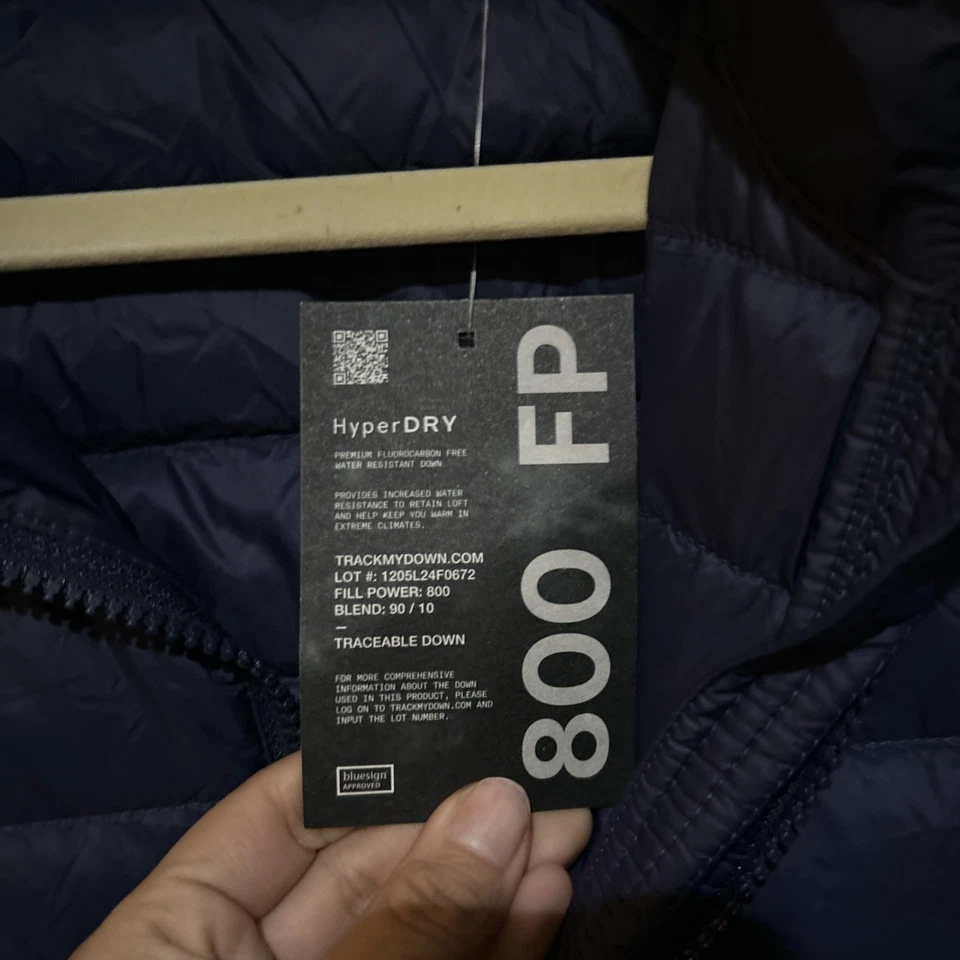 HyperDRY
PREMIUM FLUOROCARBON FREE
WATER RESISTANT DOWN
PROVIDES INCREASED WATER
RESISTANCE TO RETAIN LOFT
AND HELP KEEP YOU WARM IN
EXTREME CLIMATES.
TRACKMYDOWN.COM
LOT #: 1205L24F0672
FILL POWER: 800
BLEND: 90 / 10
—
TRACEABLE DOWN
FOR MORE COMPREHENSIVE
INFORMATION ABOUT THE DOWN
USED IN THIS PRODUCT, PLEASE
LOG ON TO TRACKMYDOWN.COM AND
INPUT THE LOT NUMBER.
bluesign
APPROVED
800 FP